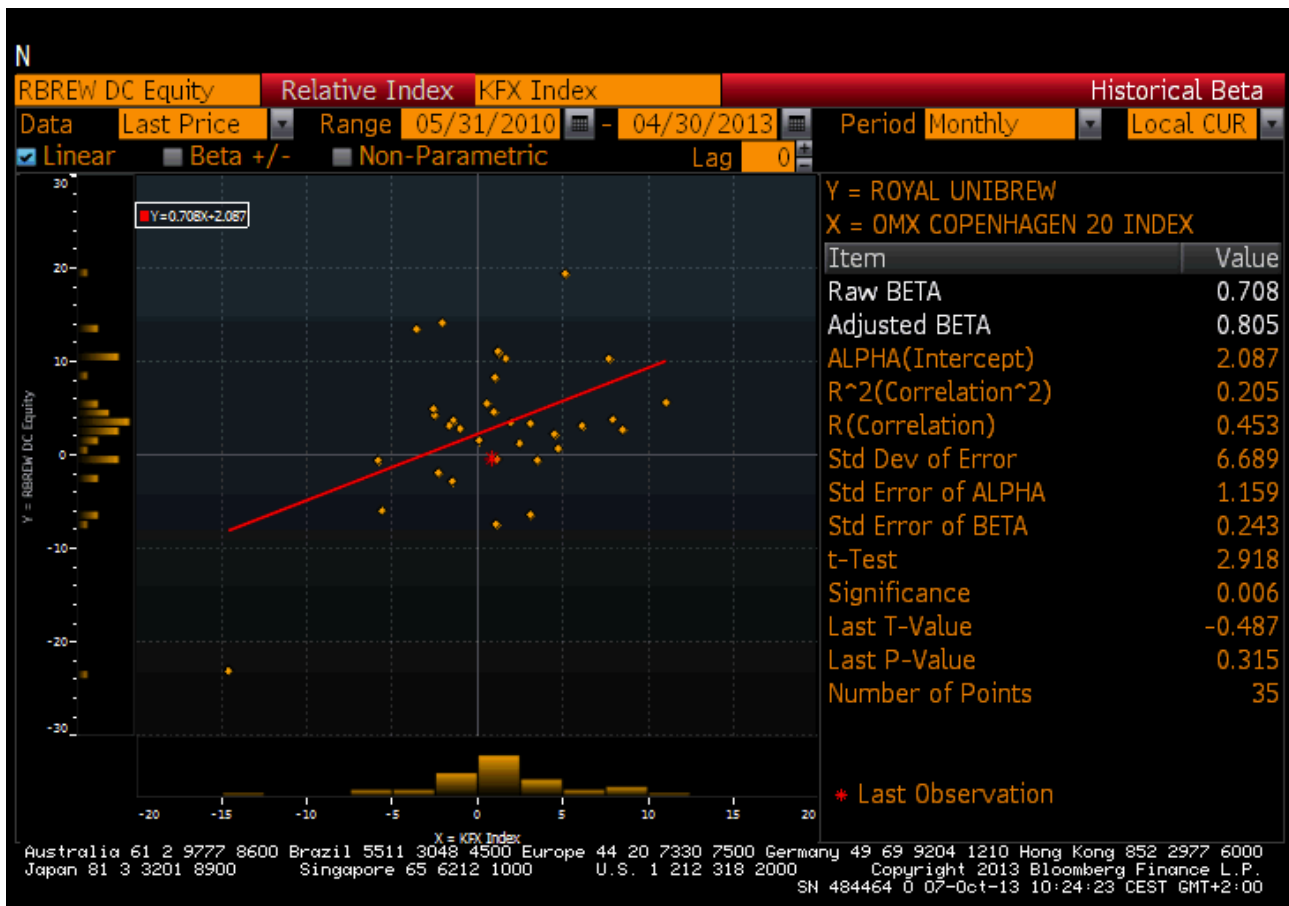 N
RBREW DC Equity Relative Index KFX Index Historical Beta
Data Last Price Range 05/31/2010 - 04/30/2013 Period Monthly Local CUR
Linear Beta +/- Non-Parametric Lag 0
Y = ROYAL UNIBREW
X = OMX COPENHAGEN 20 INDEX
Item Value
Raw BETA 0.708
Adjusted BETA 0.805
ALPHA(Intercept) 2.087
R^2(Correlation^2) 0.205
R(Correlation) 0.453
Std Dev of Error 6.689
Std Error of ALPHA 1.159
Std Error of BETA 0.243
t-Test 2.918
Significance 0.006
Last T-Value -0.487
Last P-Value 0.315
Number of Points 35
* Last Observation
Y=0.708X+2.087
30
20
10
0
-10
-20
-30
Y = RBREW DC Equity
-20 -15 -10 -5 0 5 10 15 20
X = KFX Index
Australia 61 2 9777 8600 Brazil 5511 3048 4500 Europe 44 20 7330 7500 Germany 49 69 9204 1210 Hong Kong 852 2977 6000
Japan 81 3 3201 8900 Singapore 65 6212 1000 U.S. 1 212 318 2000 Copyright 2013 Bloomberg Finance L.P.
SN 484464 0 07-Oct-13 10:24:23 CEST GMT+2:00